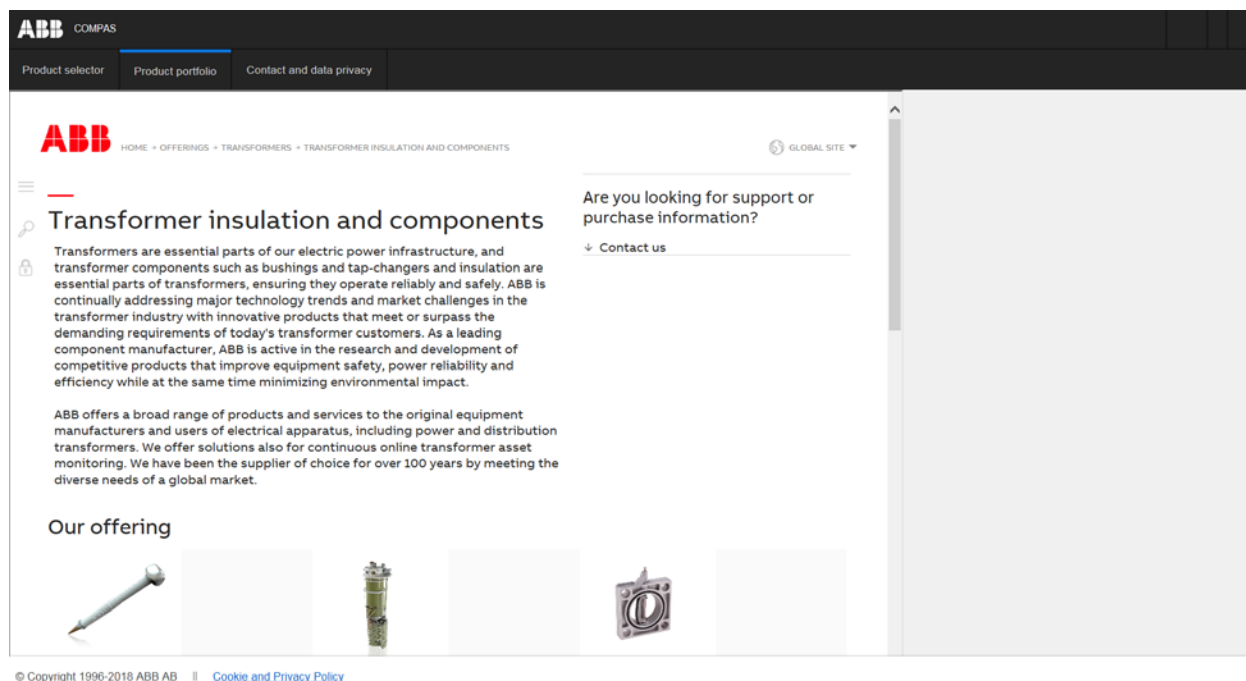 ABB COMPAS
Product selector Product portfolio Contact and data privacy
ABB HOME → OFFERINGS → TRANSFORMERS → TRANSFORMER INSULATION AND COMPONENTS GLOBAL SITE
Transformer insulation and components
Transformers are essential parts of our electric power infrastructure, and
transformer components such as bushings and tap-changers and insulation are
essential parts of transformers, ensuring they operate reliably and safely. ABB is
continually addressing major technology trends and market challenges in the
transformer industry with innovative products that meet or surpass the
demanding requirements of today's transformer customers. As a leading
component manufacturer, ABB is active in the research and development of
competitive products that improve equipment safety, power reliability and
efficiency while at the same time minimizing environmental impact.
ABB offers a broad range of products and services to the original equipment
manufacturers and users of electrical apparatus, including power and distribution
transformers. We offer solutions also for continuous online transformer asset
monitoring. We have been the supplier of choice for over 100 years by meeting the
diverse needs of a global market.
Are you looking for support or
purchase information?
↓ Contact us
Our offering
© Copyright 1996-2018 ABB AB || Cookie and Privacy Policy